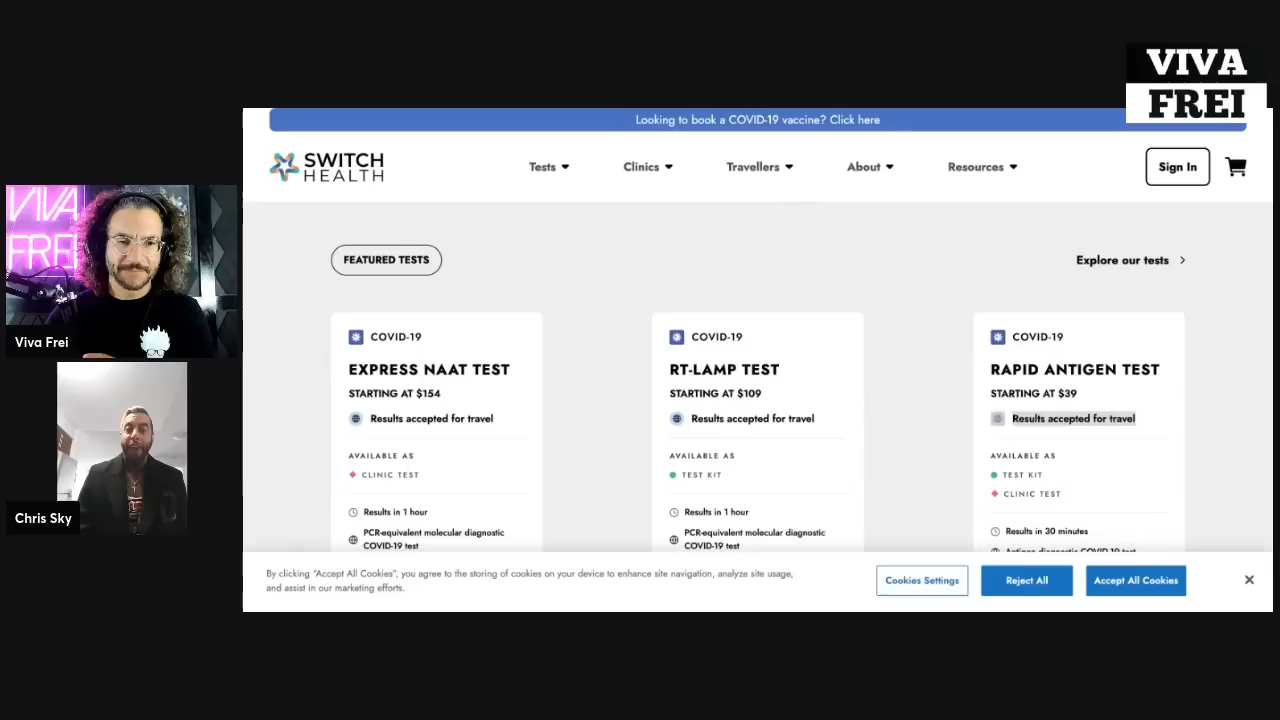 VIVA
FREI
Looking to book a COVID-19 vaccine? Click here
SWITCH
HEALTH
Tests
Clinics
Travellers
About
Resources
Sign In
VIVA
FREI
Viva Frei
Chris Sky
FEATURED TESTS
Explore our tests
COVID-19
EXPRESS NAAT TEST
STARTING AT $154
Results accepted for travel
AVAILABLE AS
CLINIC TEST
Results in 1 hour
PCR-equivalent molecular diagnostic
COVID-19 test
COVID-19
RT-LAMP TEST
STARTING AT $109
Results accepted for travel
AVAILABLE AS
TEST KIT
Results in 1 hour
PCR-equivalent molecular diagnostic
COVID-19 test
COVID-19
RAPID ANTIGEN TEST
STARTING AT $39
Results accepted for travel
AVAILABLE AS
TEST KIT
CLINIC TEST
Results in 30 minutes
Antigen diagnostic COVID-19 test
By clicking “Accept All Cookies”, you agree to the storing of cookies on your device to enhance site navigation, analyze site usage,
and assist in our marketing efforts.
Cookies Settings
Reject All
Accept All Cookies